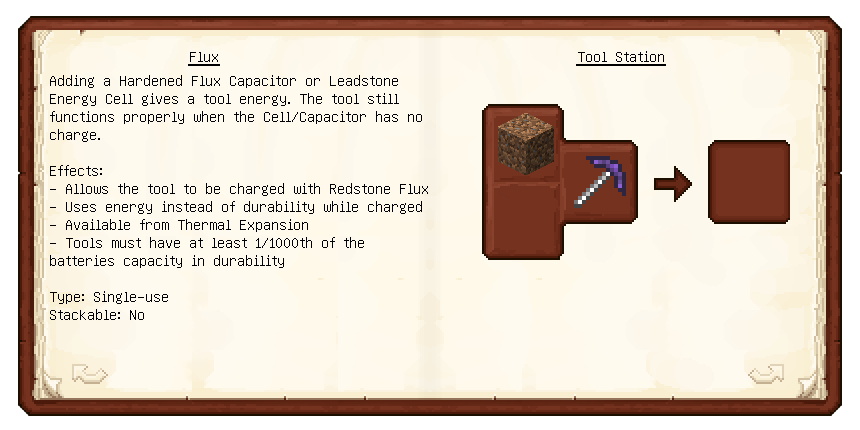 Flux
Adding a Hardened Flux Capacitor or Leadstone
Energy Cell gives a tool energy. The tool still
functions properly when the Cell/Capacitor has no
charge.
Effects:
- Allows the tool to be charged with Redstone Flux
- Uses energy instead of durability while charged
- Available from Thermal Expansion
- Tools must have at least 1/1000th of the
batteries capacity in durability
Type: Single-use
Stackable: No
Tool Station